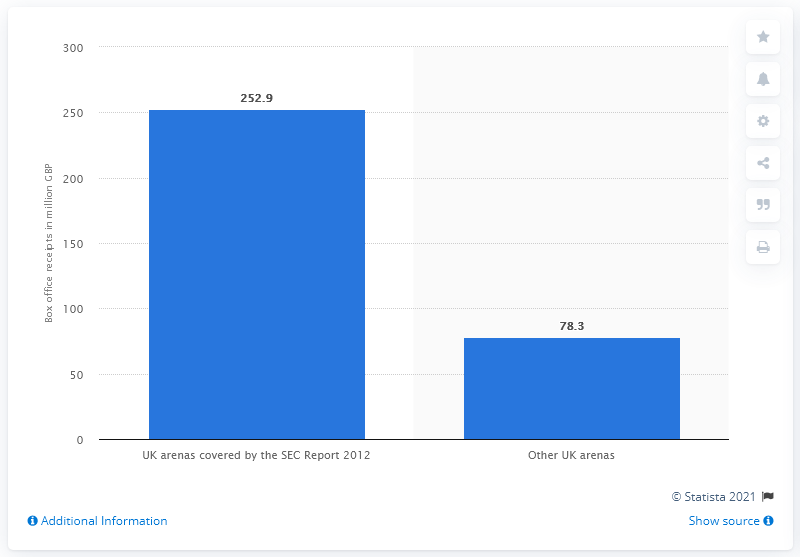 300
250
200
150
100
50
0
Box office receipts in million GBP
252.9
78.3
UK arenas covered by the SEC Report 2012
Other UK arenas
© Statista 2021
Additional Information
Show source